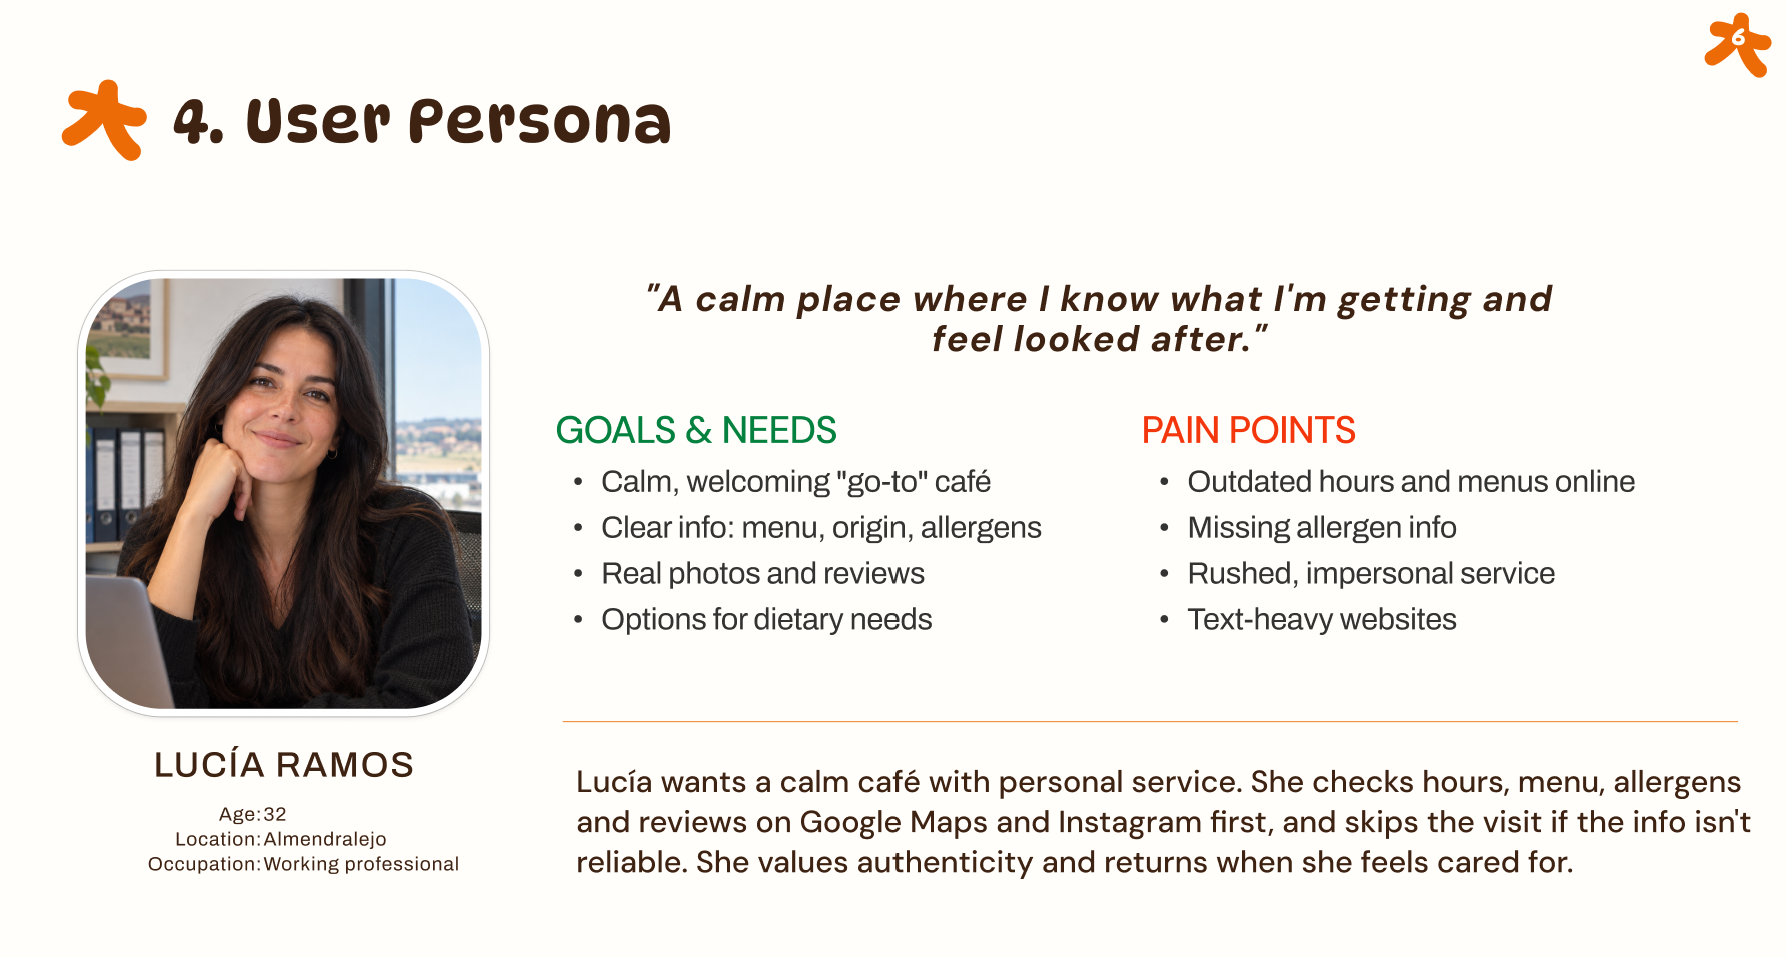 6
4. User Persona
"A calm place where I know what I'm getting and
feel looked after."
GOALS & NEEDS
• Calm, welcoming "go-to" café
• Clear info: menu, origin, allergens
• Real photos and reviews
• Options for dietary needs
PAIN POINTS
• Outdated hours and menus online
• Missing allergen info
• Rushed, impersonal service
• Text-heavy websites
LUCÍA RAMOS
Age: 32
Location: Almendralejo
Occupation: Working professional
Lucía wants a calm café with personal service. She checks hours, menu, allergens
and reviews on Google Maps and Instagram first, and skips the visit if the info isn't
reliable. She values authenticity and returns when she feels cared for.